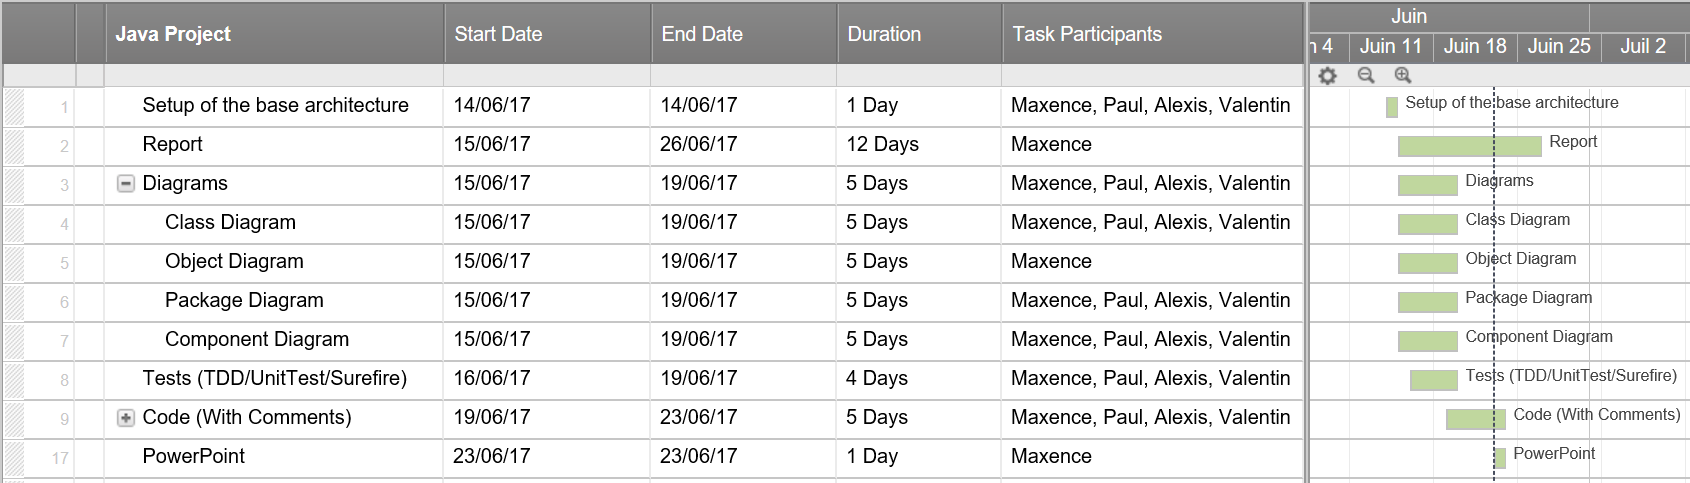 Java Project Start Date End Date Duration Task Participants Juin
4 Juin 11 Juin 18 Juin 25 Juil 2
1 Setup of the base architecture 14/06/17 14/06/17 1 Day Maxence, Paul, Alexis, Valentin Setup of the base architecture
2 Report 15/06/17 26/06/17 12 Days Maxence Report
3 Diagrams 15/06/17 19/06/17 5 Days Maxence, Paul, Alexis, Valentin Diagrams
4 Class Diagram 15/06/17 19/06/17 5 Days Maxence, Paul, Alexis, Valentin Class Diagram
5 Object Diagram 15/06/17 19/06/17 5 Days Maxence Object Diagram
6 Package Diagram 15/06/17 19/06/17 5 Days Maxence, Paul, Alexis, Valentin Package Diagram
7 Component Diagram 15/06/17 19/06/17 5 Days Maxence, Paul, Alexis, Valentin Component Diagram
8 Tests (TDD/UnitTest/Surefire) 16/06/17 19/06/17 4 Days Maxence, Paul, Alexis, Valentin Tests (TDD/UnitTest/Surefire)
9 Code (With Comments) 19/06/17 23/06/17 5 Days Maxence, Paul, Alexis, Valentin Code (With Comments)
17 PowerPoint 23/06/17 23/06/17 1 Day Maxence PowerPoint